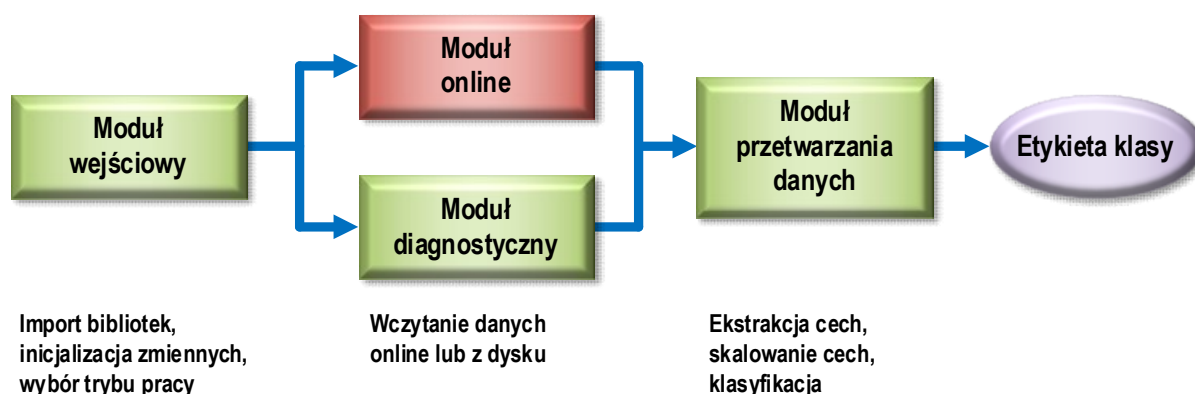 Moduł
wejściowy
Moduł
online
Moduł
diagnostyczny
Moduł
przetwarzania
danych
Etykieta klasy
Import bibliotek,
inicjalizacja zmiennych,
wybór trybu pracy
Wczytanie danych
online lub z dysku
Ekstrakcja cech,
skalowanie cech,
klasyfikacja